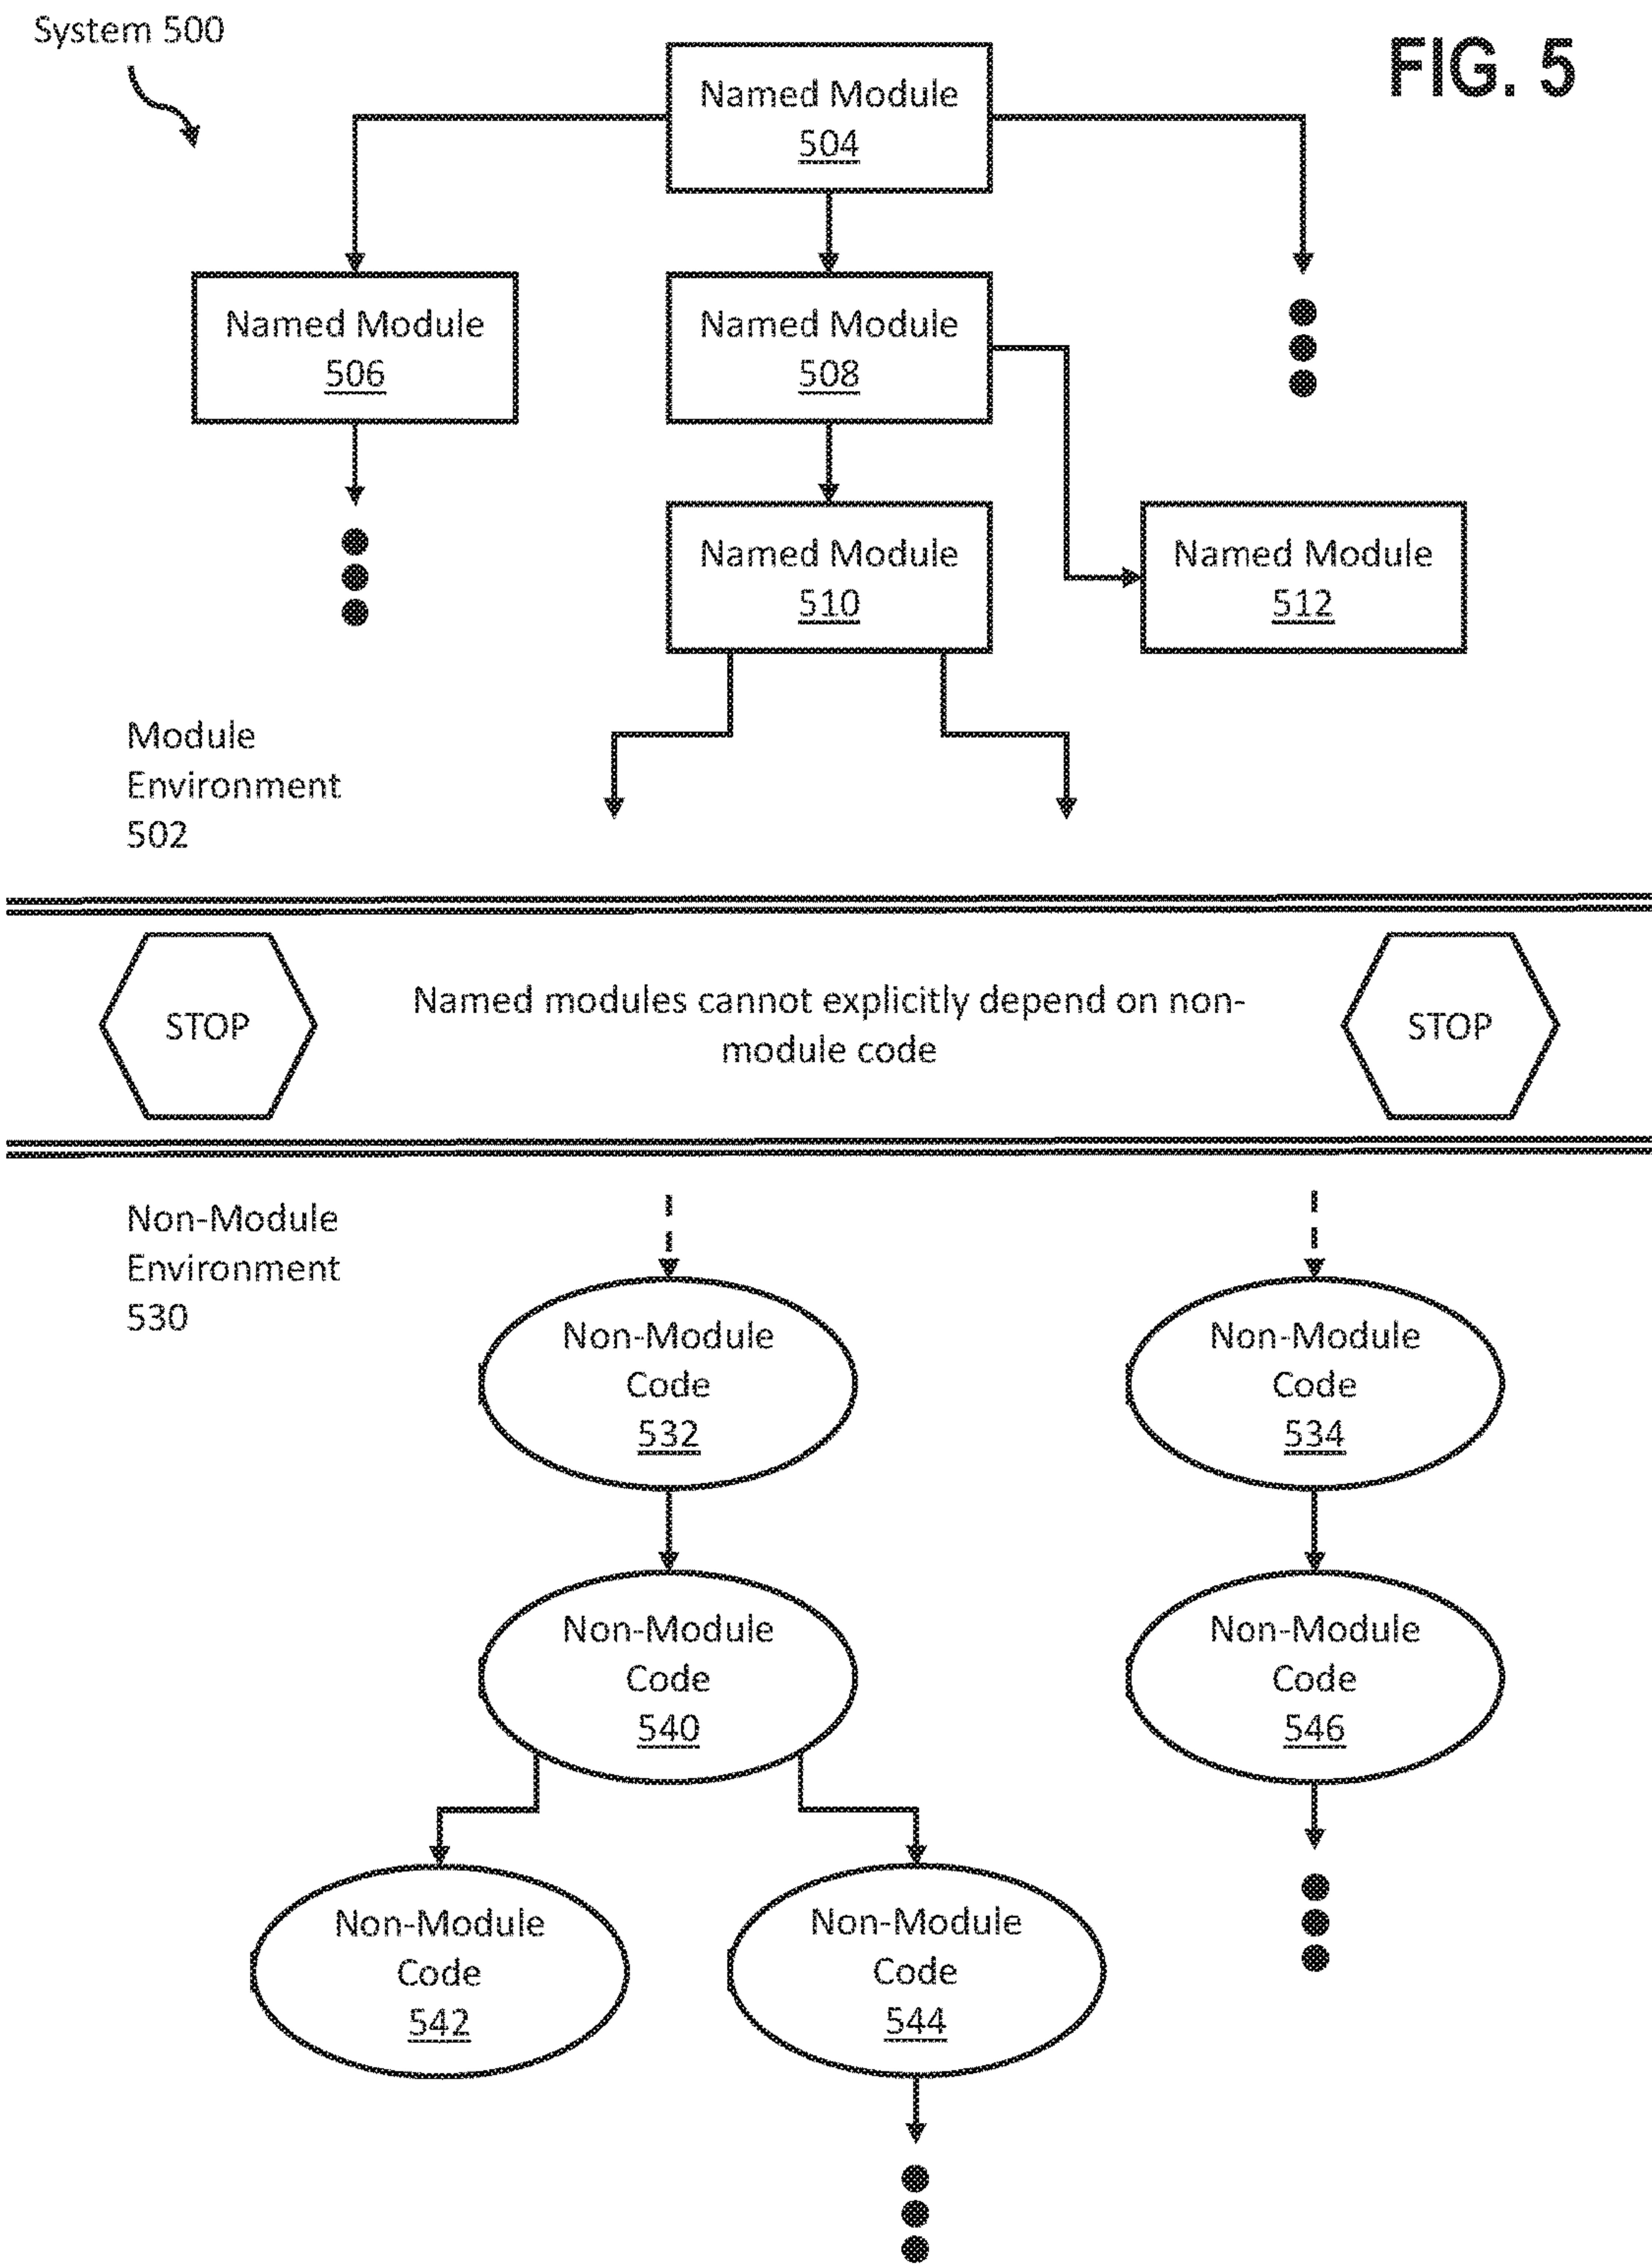 System 500
FIG. 5
Named Module
504
Named Module
506
Named Module
508
Named Module
510
Named Module
512
Module
Environment
502
STOP
Named modules cannot explicitly depend on non-
module code
STOP
Non-Module
Environment
530
Non-Module
Code
532
Non-Module
Code
534
Non-Module
Code
540
Non-Module
Code
546
Non-Module
Code
542
Non-Module
Code
544